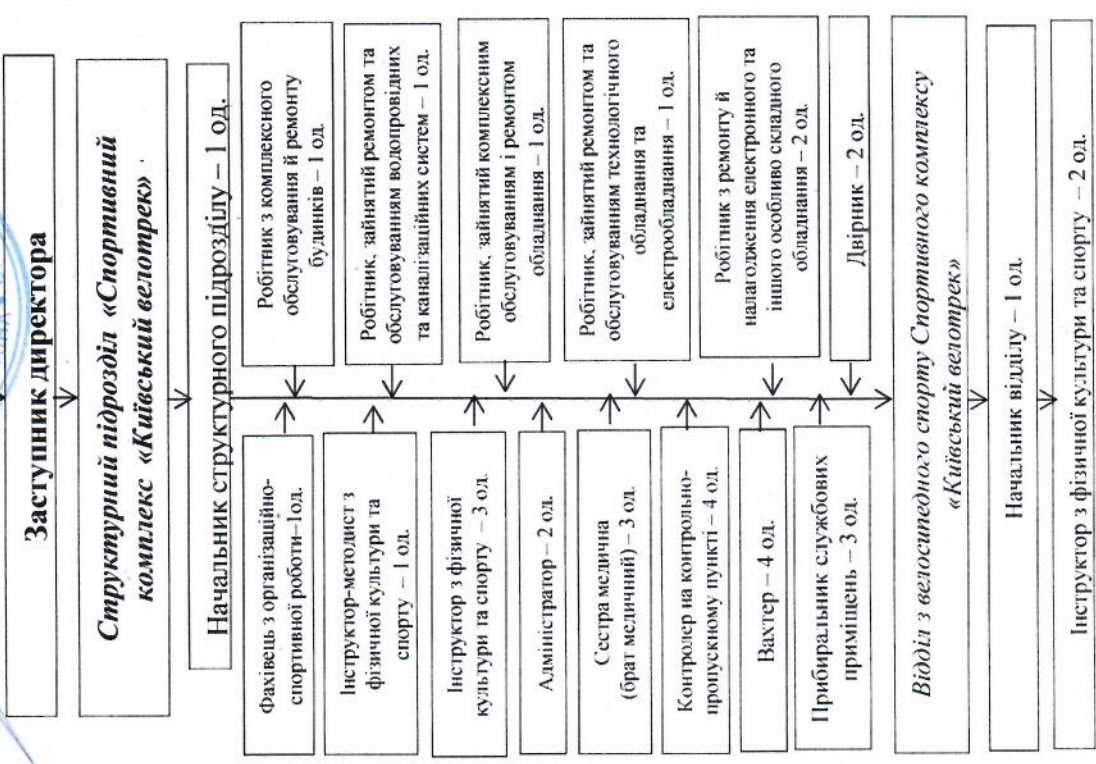 Заступник директора
Структурний підрозділ «Спортивний
комплекс «Київський велотрек»
Начальник структурного підрозділу – 1 од.
Фахівець з організаційно-
спортивної роботи–1од.
Інструктор-методист з
фізичної культури та
спорту – 1 од.
Інструктор з фізичної
культури та спорту – 3 од.
Адміністратор– 2 од.
Сестра медична
(брат медичний) – 3 од.
Контролер на контрольно-
пропускному пункті – 4 од.
Вахтер – 4 од.
Прибиральник службових
приміщень – 3 од.
Робітник з комплексного
обслуговування й ремонту
будинків – 1 од.
Робітник, зайнятий ремонтом та
обслуговуванням водопровідних
та каналізаційних систем – 1 од.
Робітник, зайнятий комплексним
обслуговуванням і ремонтом
обладнання – 1 од.
Робітник, зайнятий ремонтом та
обслуговуванням технологічного
обладнання та
електрообладнання – 1 од.
Робітник з ремонту й
налагодження електронного та
іншого особливо складного
обладнання – 2 од.
Двірник – 2 од.
Відділ з велосипедного спорту Спортивного комплексу
«Київський велотрек»
Начальник відділу – 1 од.
Інструктор з фізичної культури та спорту – 2 од.